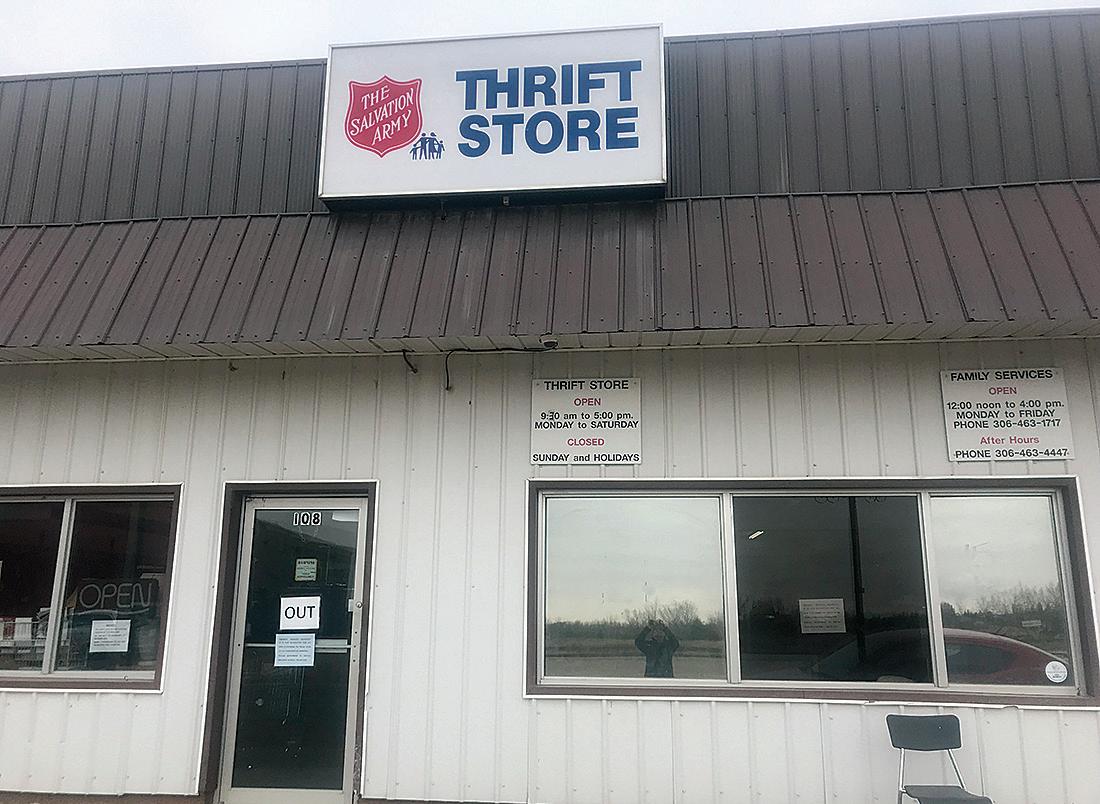 THE
SALVATION
ARMY
THRIFT
STORE
THRIFT STORE
OPEN
9:30 am to 5:00 pm.
MONDAY to SATURDAY
CLOSED
SUNDAY and HOLIDAYS
FAMILY SERVICES
OPEN
12:00 noon to 4:00 pm.
MONDAY to FRIDAY
PHONE 306-463-1717
After Hours
PHONE 306-463-4447
108
OPEN
OUT